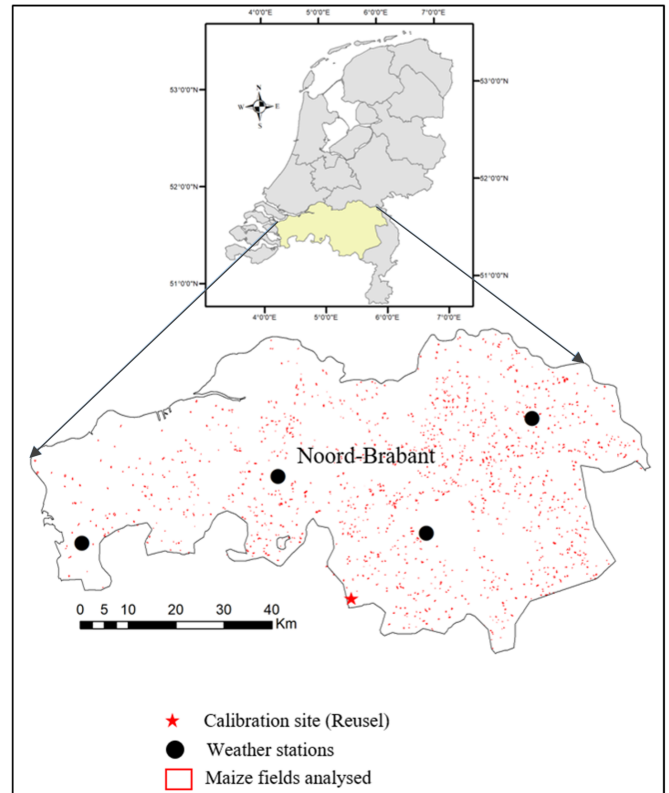 4°0'0"E 5°0'0"E 6°0'0"E 7°0'0"E
53°0'0"N 53°0'0"N
N
W E
S
52°0'0"N 52°0'0"N
51°0'0"N 51°0'0"N
4°0'0"E 5°0'0"E 6°0'0"E 7°0'0"E
Noord-Brabant
0 5 10 20 30 40
Km
Calibration site (Reusel)
Weather stations
Maize fields analysed